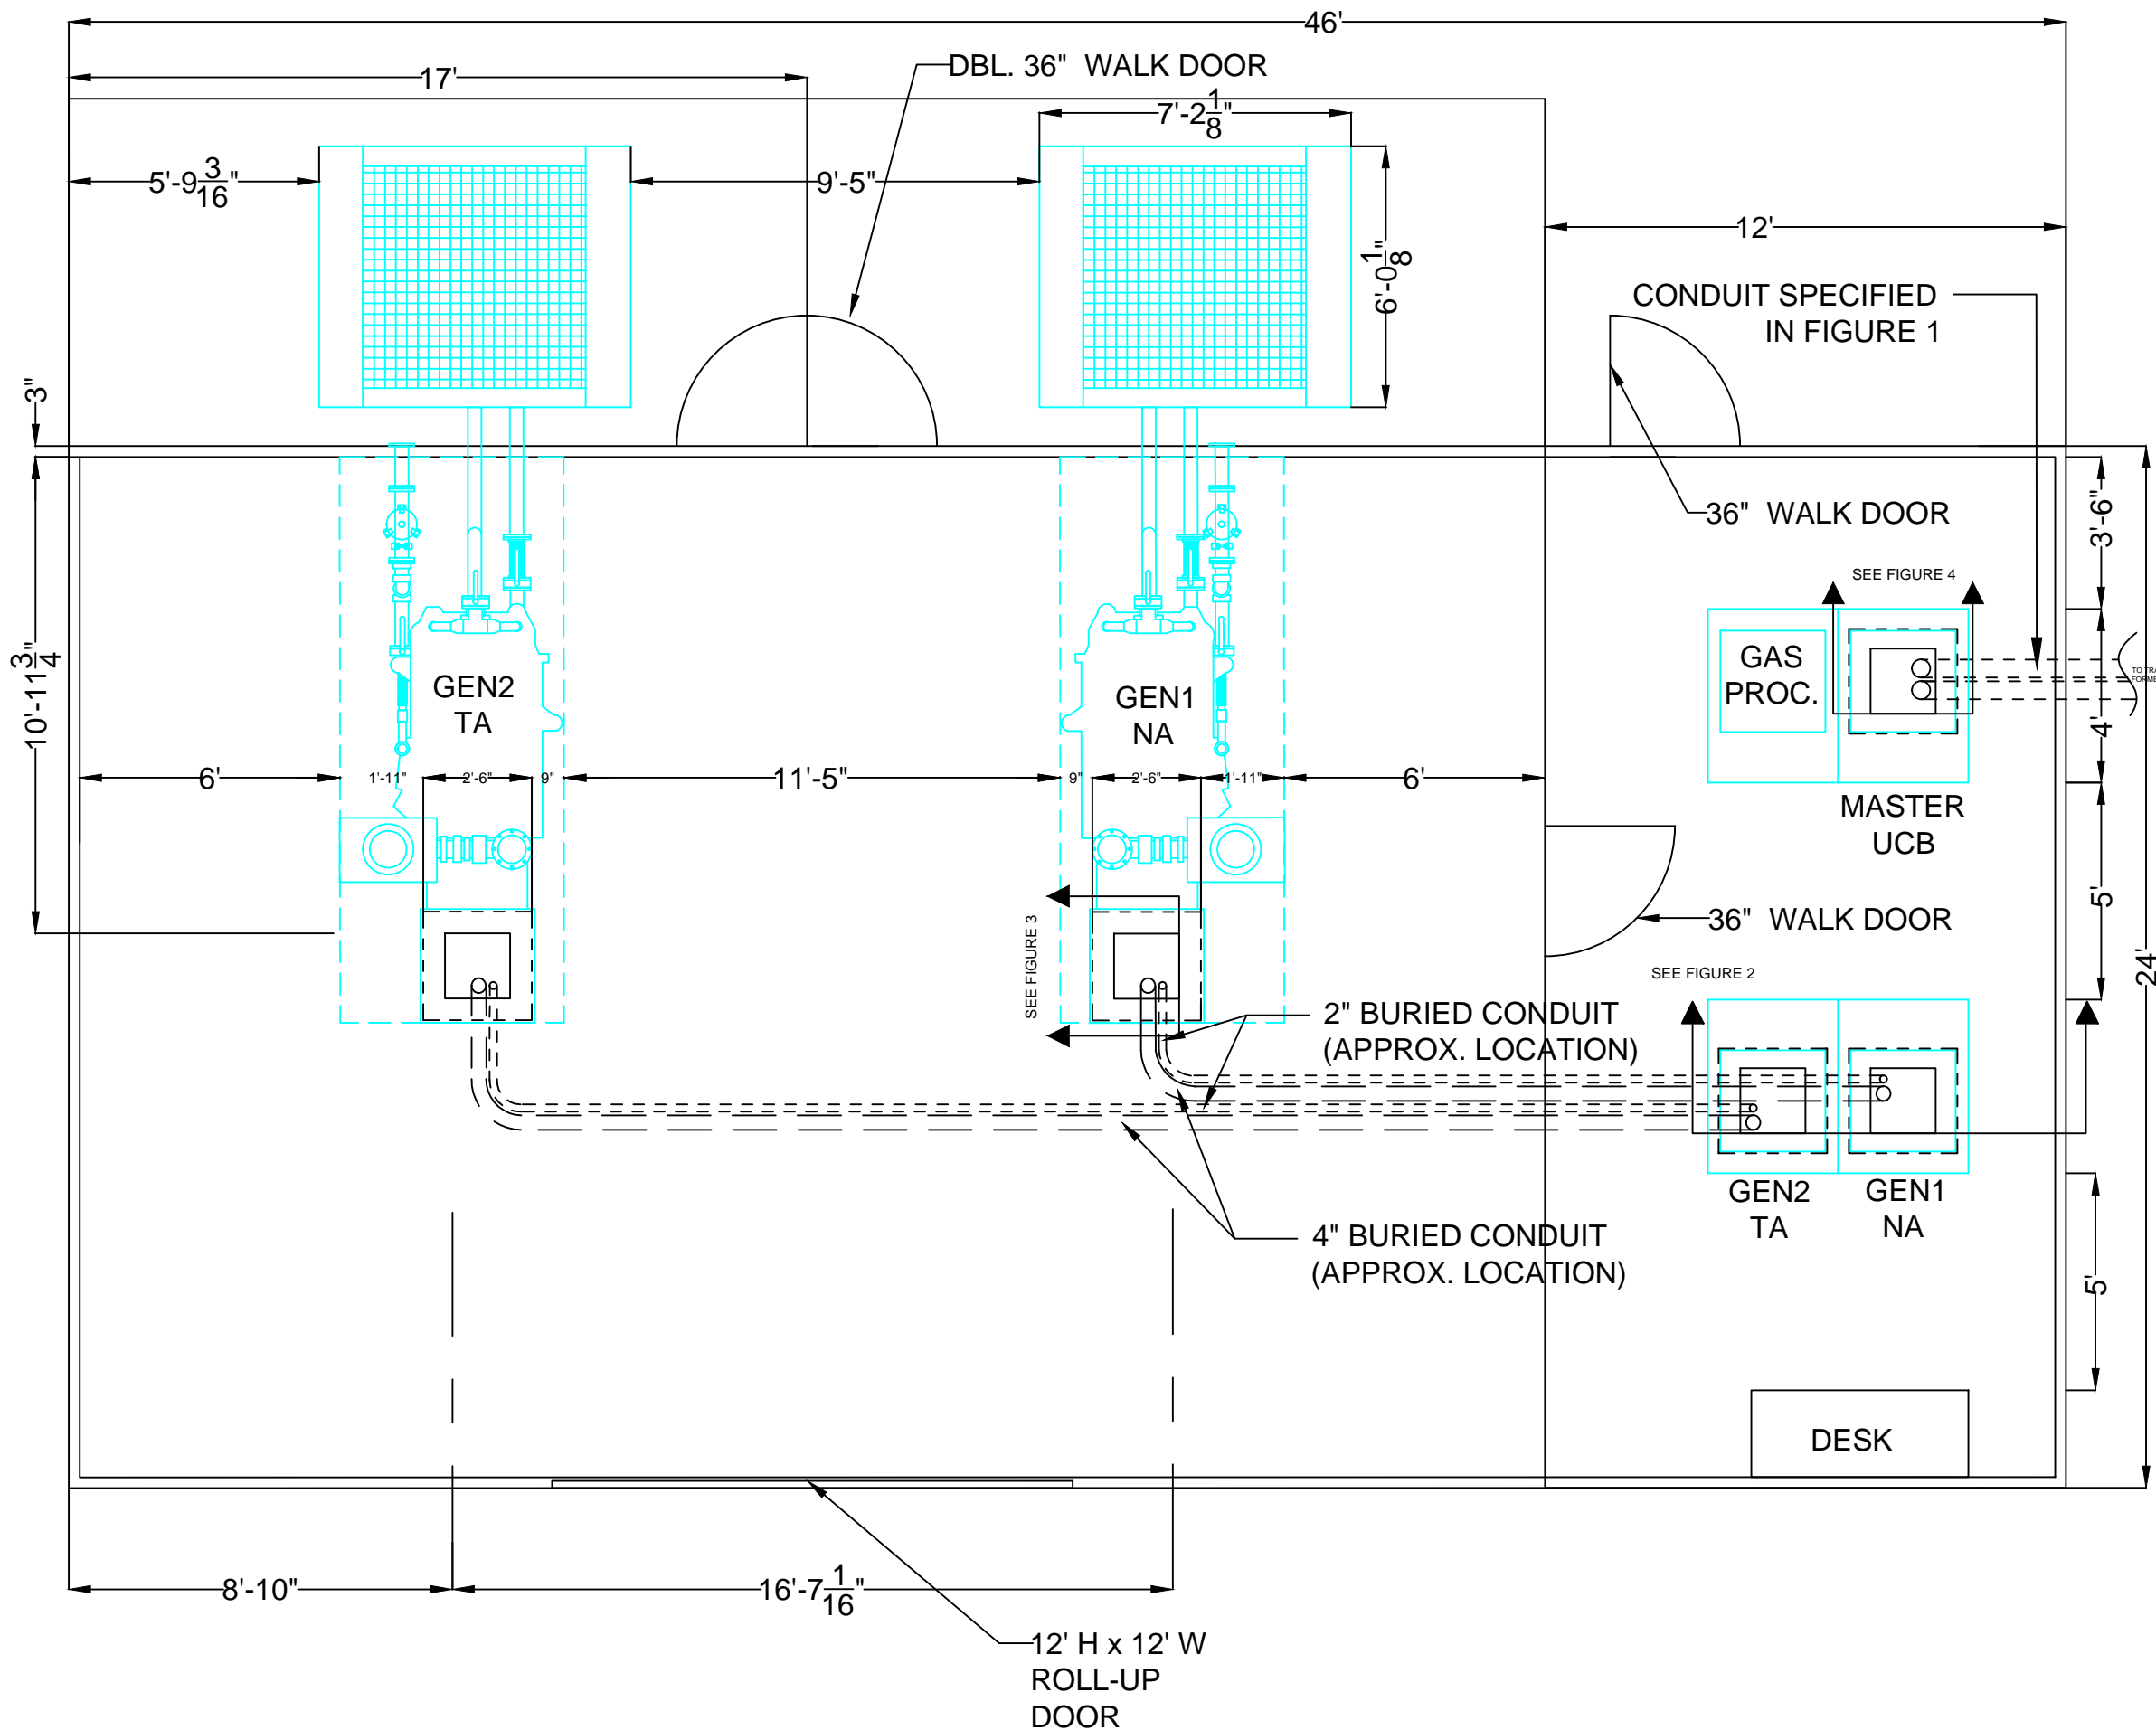 46'
17'
DBL. 36" WALK DOOR
7'-2 1/8"
5'-9 3/16"
9'-5"
12'
6'-0 1/8"
CONDUIT SPECIFIED
IN FIGURE 1
3"
36" WALK DOOR
3'-6"
SEE FIGURE 4
10'-11 3/4"
GEN2
TA
GEN1
NA
GAS
PROC.
4'
6'
1'-11"
2'-6"
9"
11'-5"
9"
2'-6"
1'-11"
6'
MASTER
UCB
5'
36" WALK DOOR
SEE FIGURE 3
SEE FIGURE 2
24'
2" BURIED CONDUIT
(APPROX. LOCATION)
GEN2
TA
GEN1
NA
4" BURIED CONDUIT
(APPROX. LOCATION)
5'
DESK
8'-10"
16'-7 1/16"
12' H x 12' W
ROLL-UP
DOOR